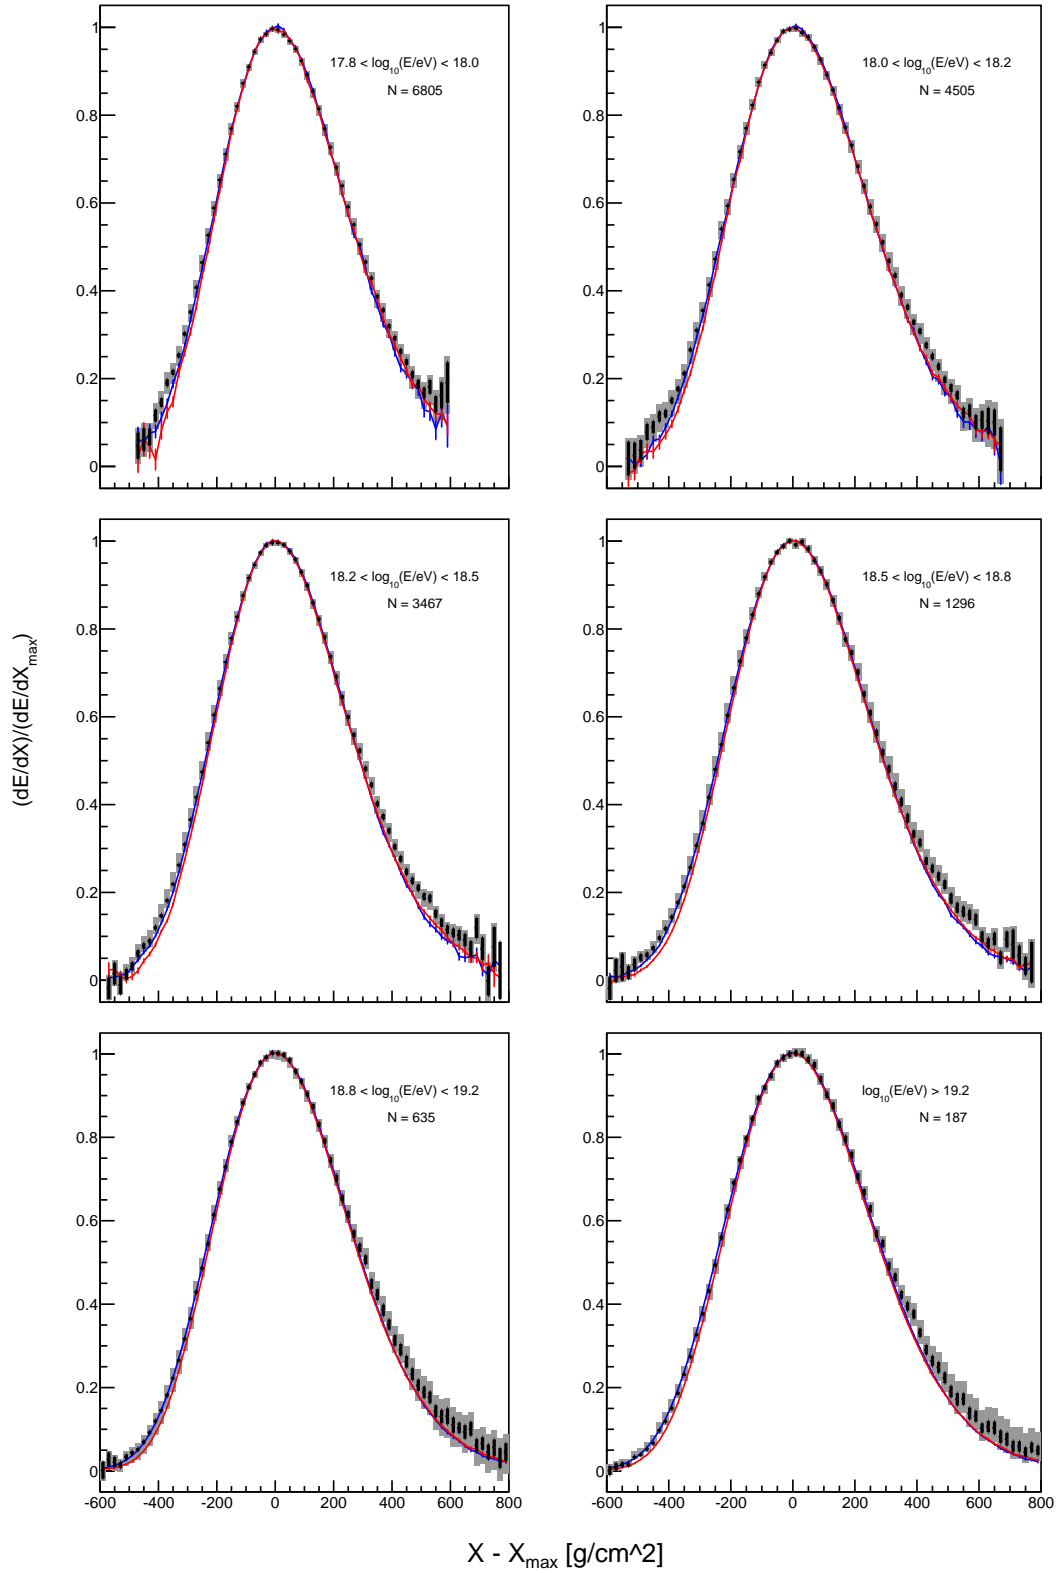 1
0.8
0.6
0.4
0.2
0
17.8 < log10(E/eV) < 18.0
N = 6805
1
0.8
0.6
0.4
0.2
0
18.0 < log10(E/eV) < 18.2
N = 4505
1
0.8
0.6
0.4
0.2
0
18.2 < log10(E/eV) < 18.5
N = 3467
1
0.8
0.6
0.4
0.2
0
18.5 < log10(E/eV) < 18.8
N = 1296
(dE/dX)/(dE/dXmax)
1
0.8
0.6
0.4
0.2
0
18.8 < log10(E/eV) < 19.2
N = 635
-600 -400 -200 0 200 400 600 800
1
0.8
0.6
0.4
0.2
0
log10(E/eV) > 19.2
N = 187
-600 -400 -200 0 200 400 600 800
X - Xmax [g/cm^2]